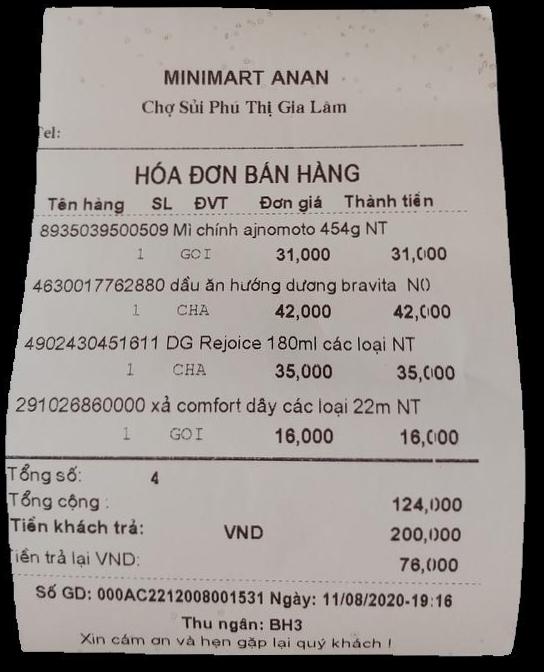 MINIMART ANAN
Chợ Sủi Phú Thị Gia Lâm
Tel:
HÓA ĐƠN BÁN HÀNG
Tên hàng SL ĐVT Đơn giá Thành tiền
8935039500509 Mì chính ajnomoto 454g NT
1 GOI 31,000 31,000
4630017762880 dầu ăn hướng dương bravita NO
1 CHA 42,000 42,000
4902430451611 DG Rejoice 180ml các loại NT
1 CHA 35,000 35,000
291026860000 xả comfort dây các loại 22m NT
1 GOI 16,000 16,000
Tổng số: 4
Tổng cộng : 124,000
Tiền khách trả: VND 200,000
Tiền trả lại VND: 76,000
Số GD: 000AC2212008001531 Ngày: 11/08/2020-19:16
Thu ngân: BH3
Xin cám ơn và hẹn gặp lại quý khách !